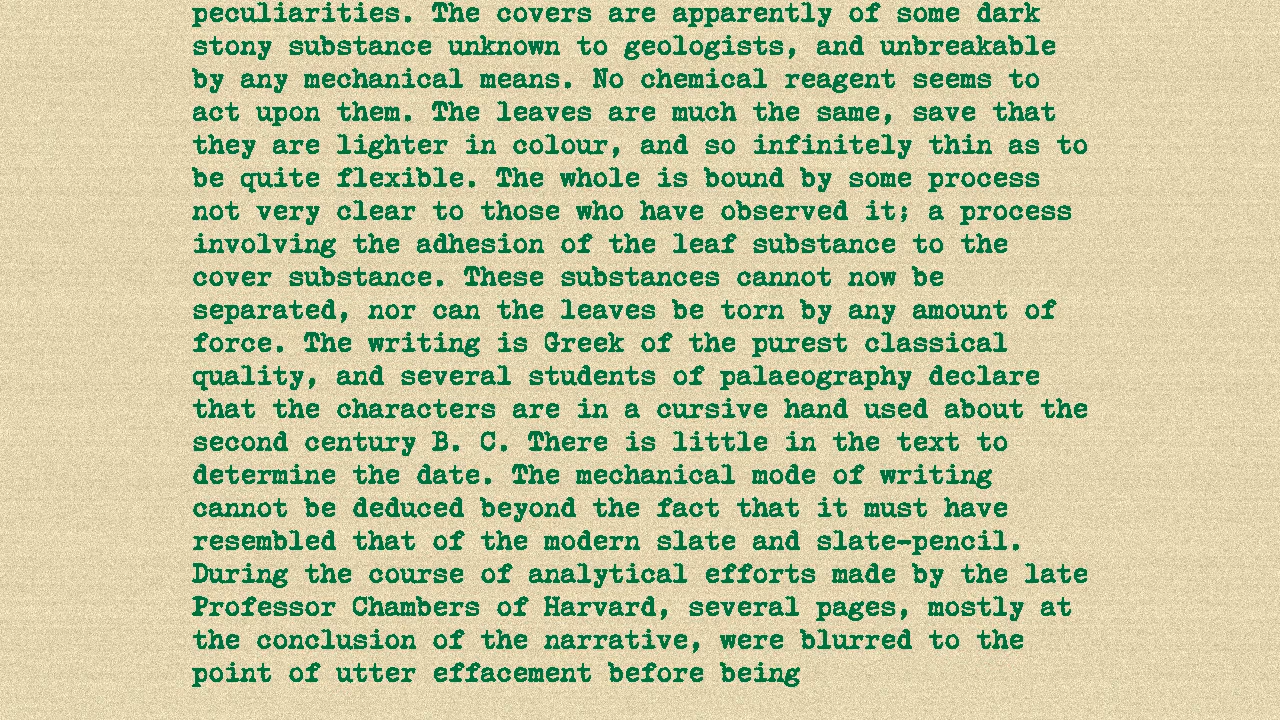 peculiarities. The covers are apparently of some dark
stony substance unknown to geologists, and unbreakable
by any mechanical means. No chemical reagent seems to
act upon them. The leaves are much the same, save that
they are lighter in colour, and so infinitely thin as to
be quite flexible. The whole is bound by some process
not very clear to those who have observed it; a process
involving the adhesion of the leaf substance to the
cover substance. These substances cannot now be
separated, nor can the leaves be torn by any amount of
force. The writing is Greek of the purest classical
quality, and several students of palaeography declare
that the characters are in a cursive hand used about the
second century B. C. There is little in the text to
determine the date. The mechanical mode of writing
cannot be deduced beyond the fact that it must have
resembled that of the modern slate and slate-pencil.
During the course of analytical efforts made by the late
Professor Chambers of Harvard, several pages, mostly at
the conclusion of the narrative, were blurred to the
point of utter effacement before being